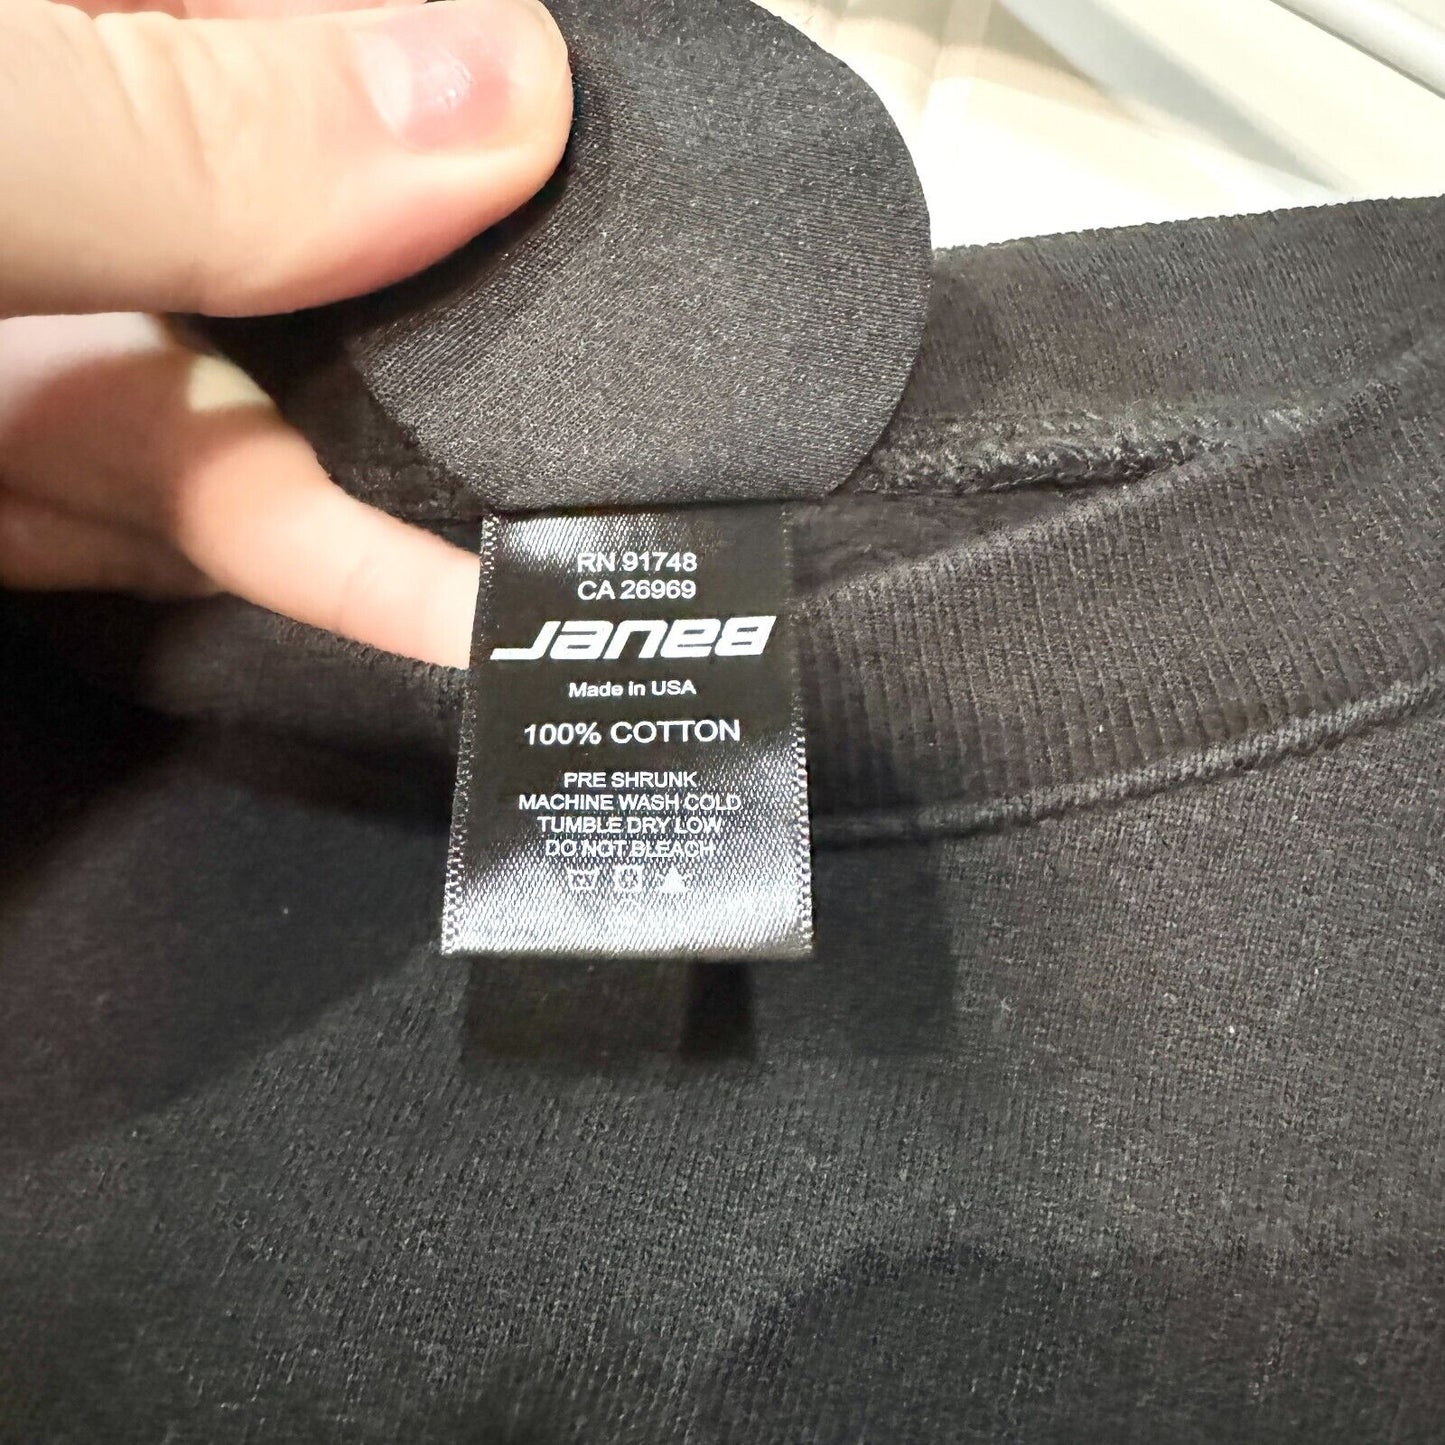 RN 91748
CA 26969
BAUER
Made in USA
100% COTTON
PRE SHRUNK
MACHINE WASH COLD
TUMBLE DRY LOW
DO NOT BLEACH